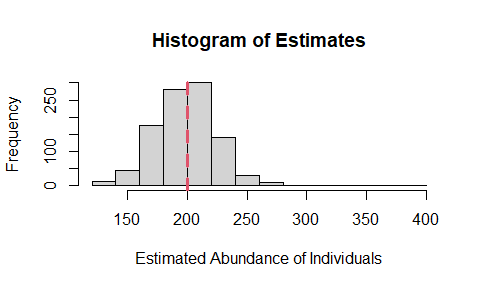 Histogram of Estimates
Frequency
0 100 250
150 200 250 300 350 400
Estimated Abundance of Individuals